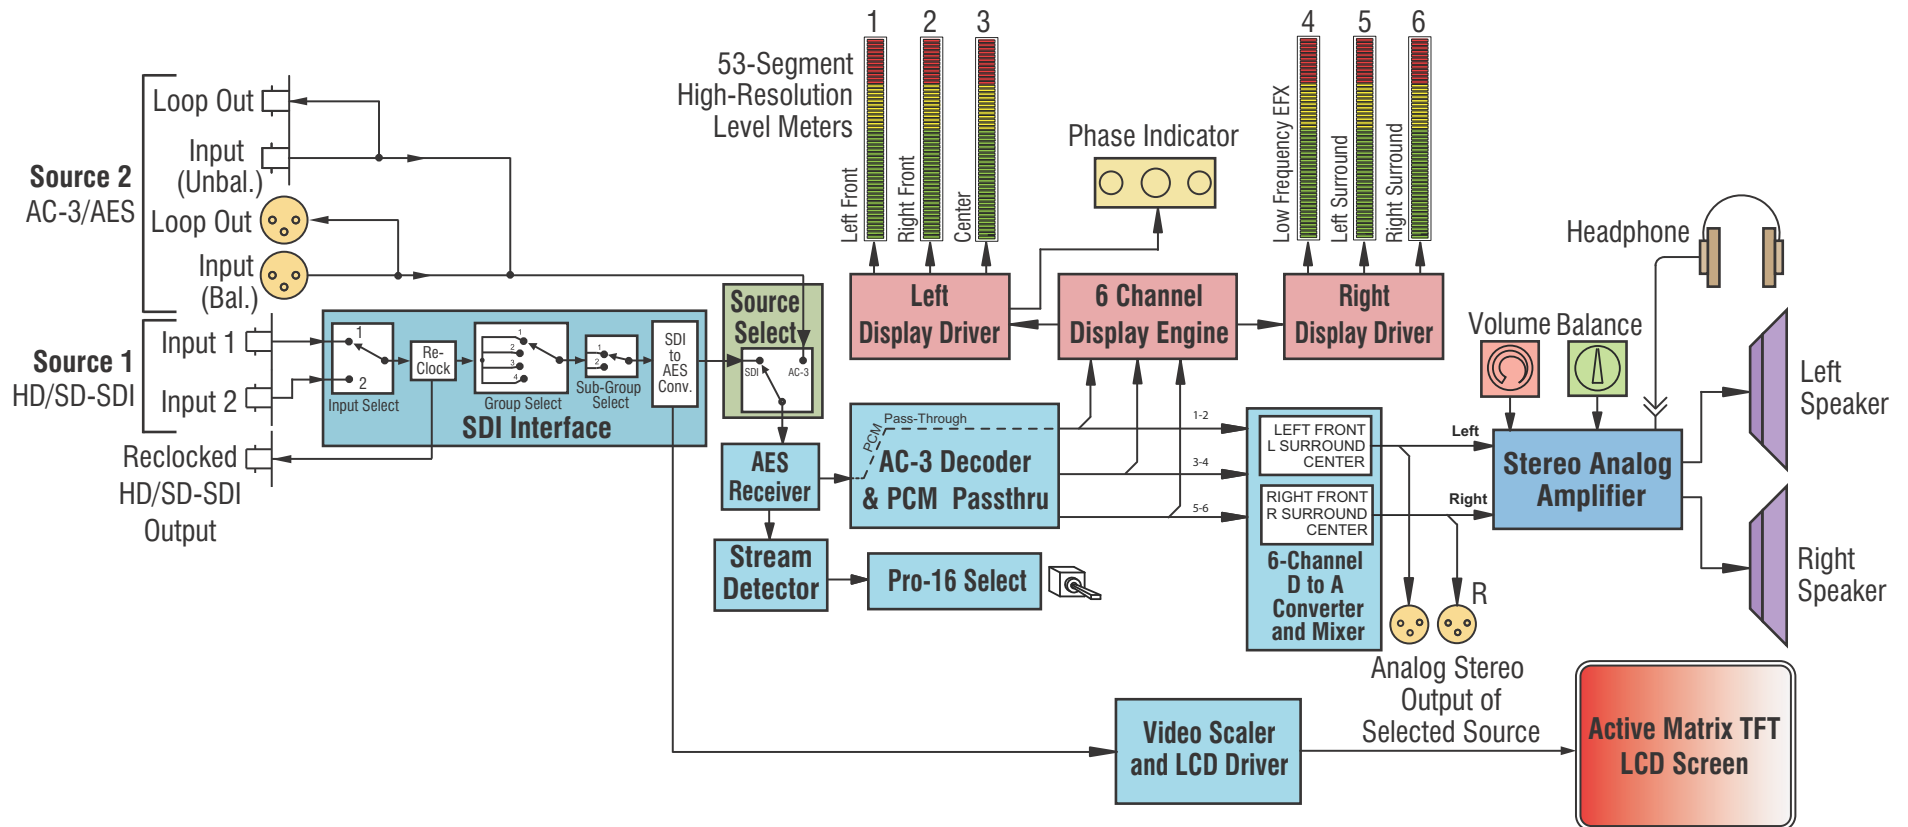 1
2
3
4
5
6
53-Segment
High-Resolution
Level Meters
Left Front
Right Front
Center
Low Frequency EFX
Left Surround
Right Surround
Phase Indicator
Loop Out
Input
(Unbal.)
Source 2
AC-3/AES
Loop Out
Input
(Bal.)
Source 1
HD/SD-SDI
Input 1
Input 2
Reclocked
HD/SD-SDI
Output
1
2
Input Select
Re-
Clock
1
2
3
4
Group Select
1
2
Sub-Group
Select
SDI
to
AES
Conv.
SDI Interface
Source
Select
SDI
AC-3
Left
Display Driver
6 Channel
Display Engine
Right
Display Driver
Headphone
Volume
Balance
Left
Speaker
Right
Speaker
AES
Receiver
PCM
Pass-Through
AC-3 Decoder
& PCM Passthru
1-2
3-4
5-6
LEFT FRONT
L SURROUND
CENTER
RIGHT FRONT
R SURROUND
CENTER
6-Channel
D to A
Converter
and Mixer
Left
Right
Stereo Analog
Amplifier
Stream
Detector
Pro-16 Select
R
Analog Stereo
Output of
Selected Source
Video Scaler
and LCD Driver
Active Matrix TFT
LCD Screen